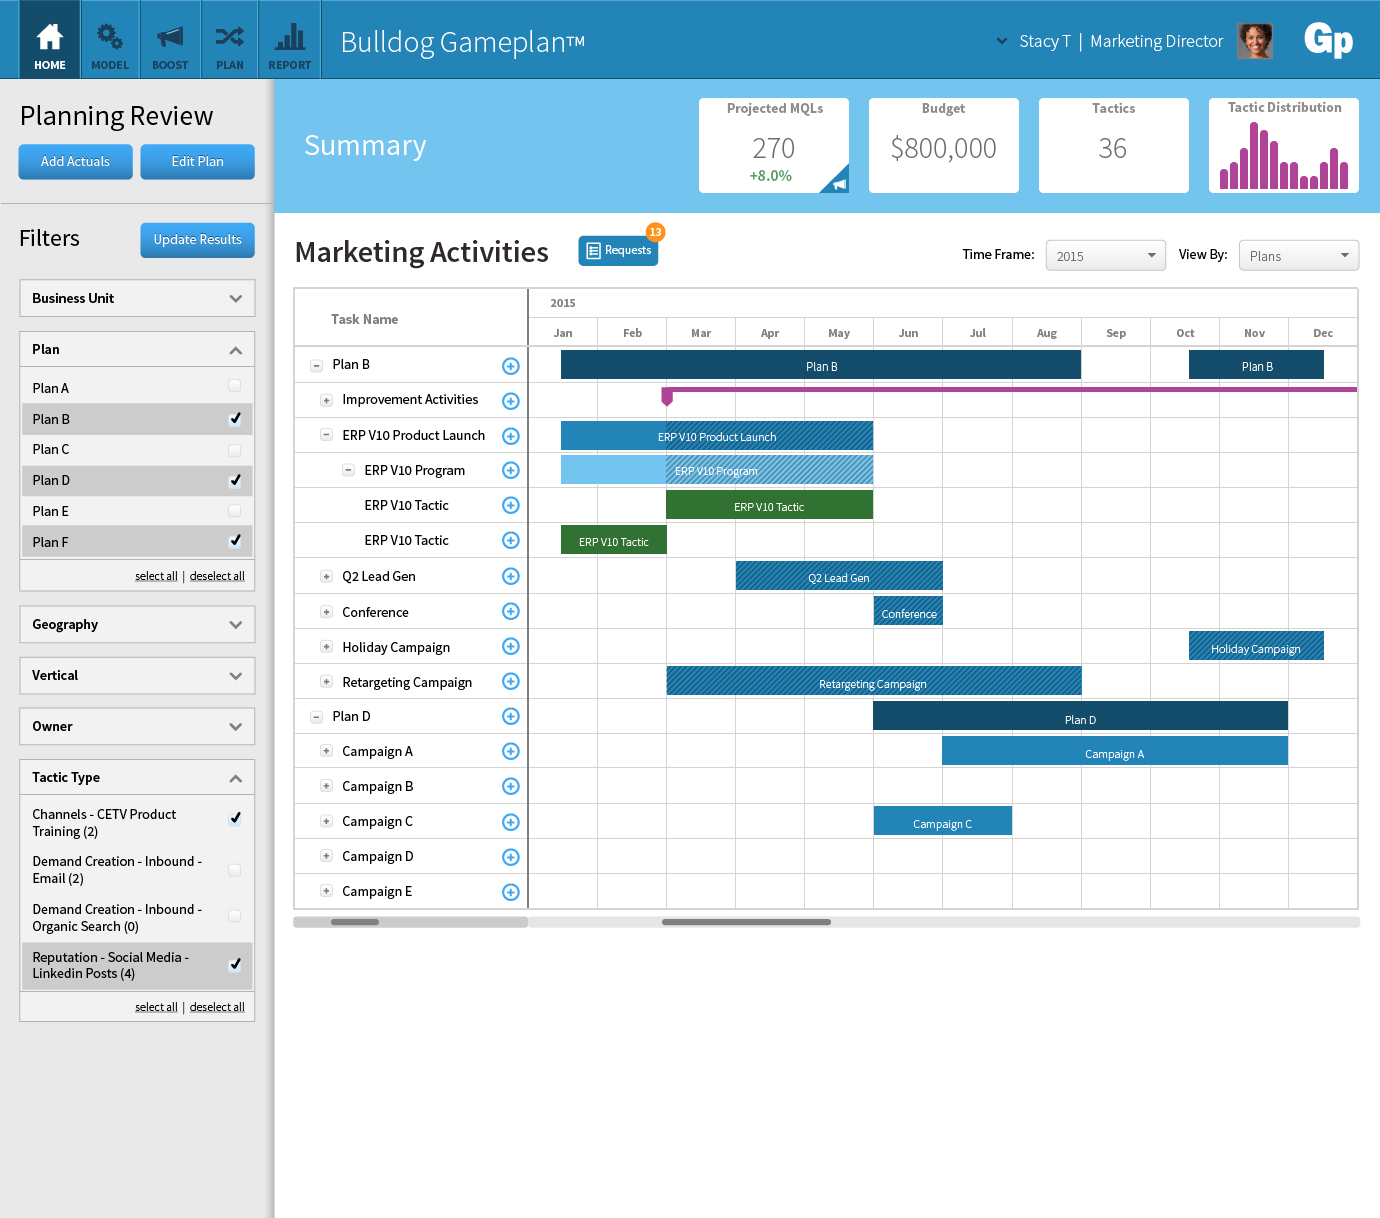 HOME
MODEL
BOOST
PLAN
REPORT
Bulldog Gameplan™
Stacy T | Marketing Director
Gp
Planning Review
Add Actuals
Edit Plan
Filters
Update Results
Business Unit
Plan
Plan A
Plan B
Plan C
Plan D
Plan E
Plan F
select all | deselect all
Geography
Vertical
Owner
Tactic Type
Channels - CETV Product
Training (2)
Demand Creation - Inbound -
Email (2)
Demand Creation - Inbound -
Organic Search (0)
Reputation - Social Media -
Linkedin Posts (4)
select all | deselect all
Summary
Projected MQLs
270
+8.0%
Budget
$800,000
Tactics
36
Tactic Distribution
Marketing Activities
Requests
13
Time Frame:
2015
View By:
Plans
Task Name
2015
Jan
Feb
Mar
Apr
May
Jun
Jul
Aug
Sep
Oct
Nov
Dec
Plan B
Plan B
Plan B
Improvement Activities
ERP V10 Product Launch
ERP V10 Product Launch
ERP V10 Program
ERP V10 Program
ERP V10 Tactic
ERP V10 Tactic
ERP V10 Tactic
ERP V10 Tactic
Q2 Lead Gen
Q2 Lead Gen
Conference
Conference
Holiday Campaign
Holiday Campaign
Retargeting Campaign
Retargeting Campaign
Plan D
Plan D
Campaign A
Campaign A
Campaign B
Campaign C
Campaign C
Campaign D
Campaign E